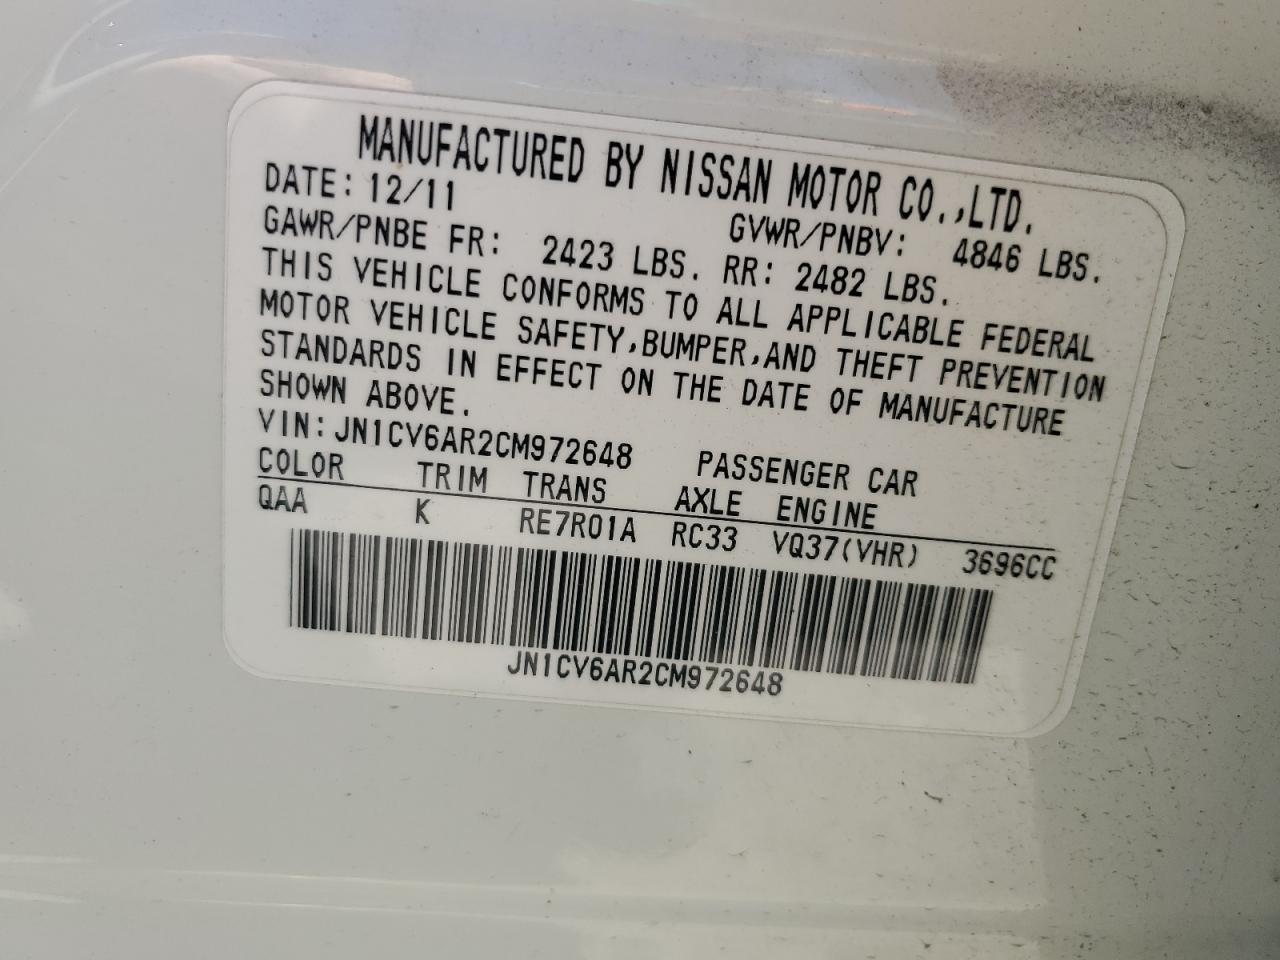 MANUFACTURED BY NISSAN MOTOR CO.,LTD.
DATE: 12/11 GVWR/PNBV: 4846 LBS.
GAWR/PNBE FR: 2423 LBS. RR: 2482 LBS.
THIS VEHICLE CONFORMS TO ALL APPLICABLE FEDERAL
MOTOR VEHICLE SAFETY,BUMPER,AND THEFT PREVENTION
STANDARDS IN EFFECT ON THE DATE OF MANUFACTURE
SHOWN ABOVE.
VIN: JN1CV6AR2CM972648 PASSENGER CAR
COLOR TRIM TRANS AXLE ENGINE
QAA K RE7R01A RC33 VQ37(VHR) 3696CC
JN1CV6AR2CM972648